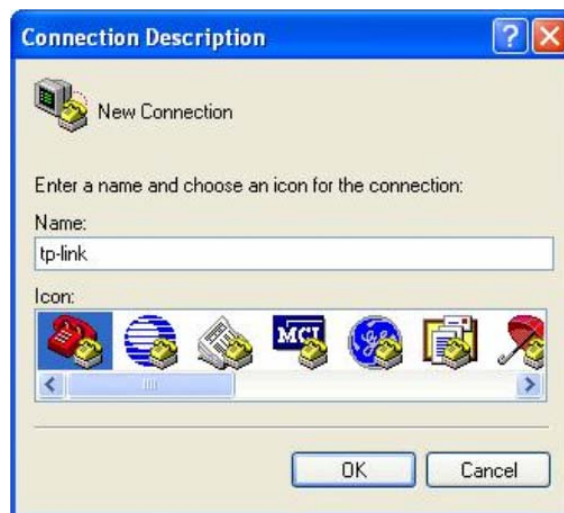 Connection Description
New Connection
Enter a name and choose an icon for the connection:
Name:
tp-link
Icon:
MCI
OK
Cancel